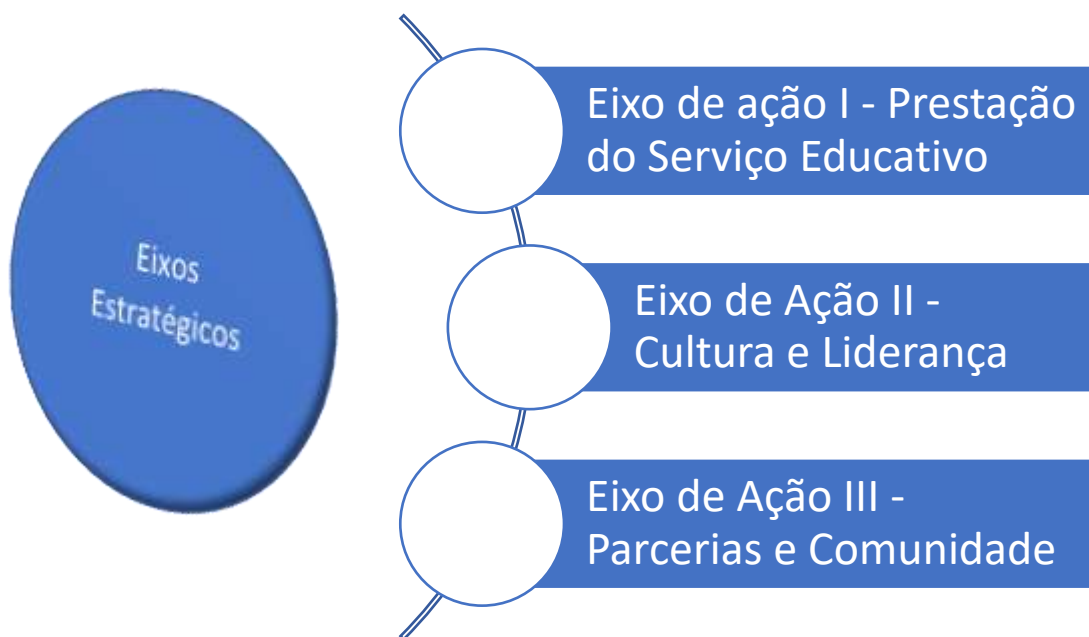 Eixos
Estratégicos
Eixo de ação I - Prestação
do Serviço Educativo
Eixo de Ação II -
Cultura e Liderança
Eixo de Ação III -
Parcerias e Comunidade